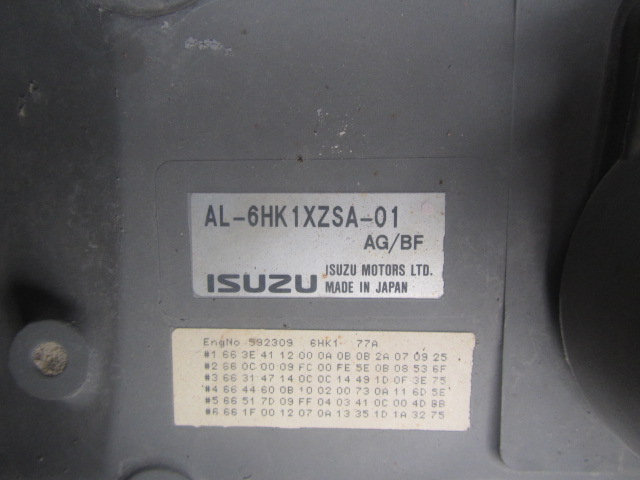 AL-6HK1XZSA-01
AG/BF
ISUZU ISUZU MOTORS LTD.
MADE IN JAPAN
EngNo 592309 6HK1 77A
#1 66 3E 41 12 00 0A 0B 0B 2A 07 09 25
#2 66 0C 00 09 FC 00 FE 5E 0B 08 53 6F
#3 66 31 47 14 0C 0C 14 49 1D 0F 3E 75
#4 66 44 60 0B 10 02 00 73 0A 11 6D 5E
#5 66 51 7D 09 FF 04 03 41 0C 00 4D BB
#6 66 1F 00 12 07 0A 13 35 1D 1A 32 75